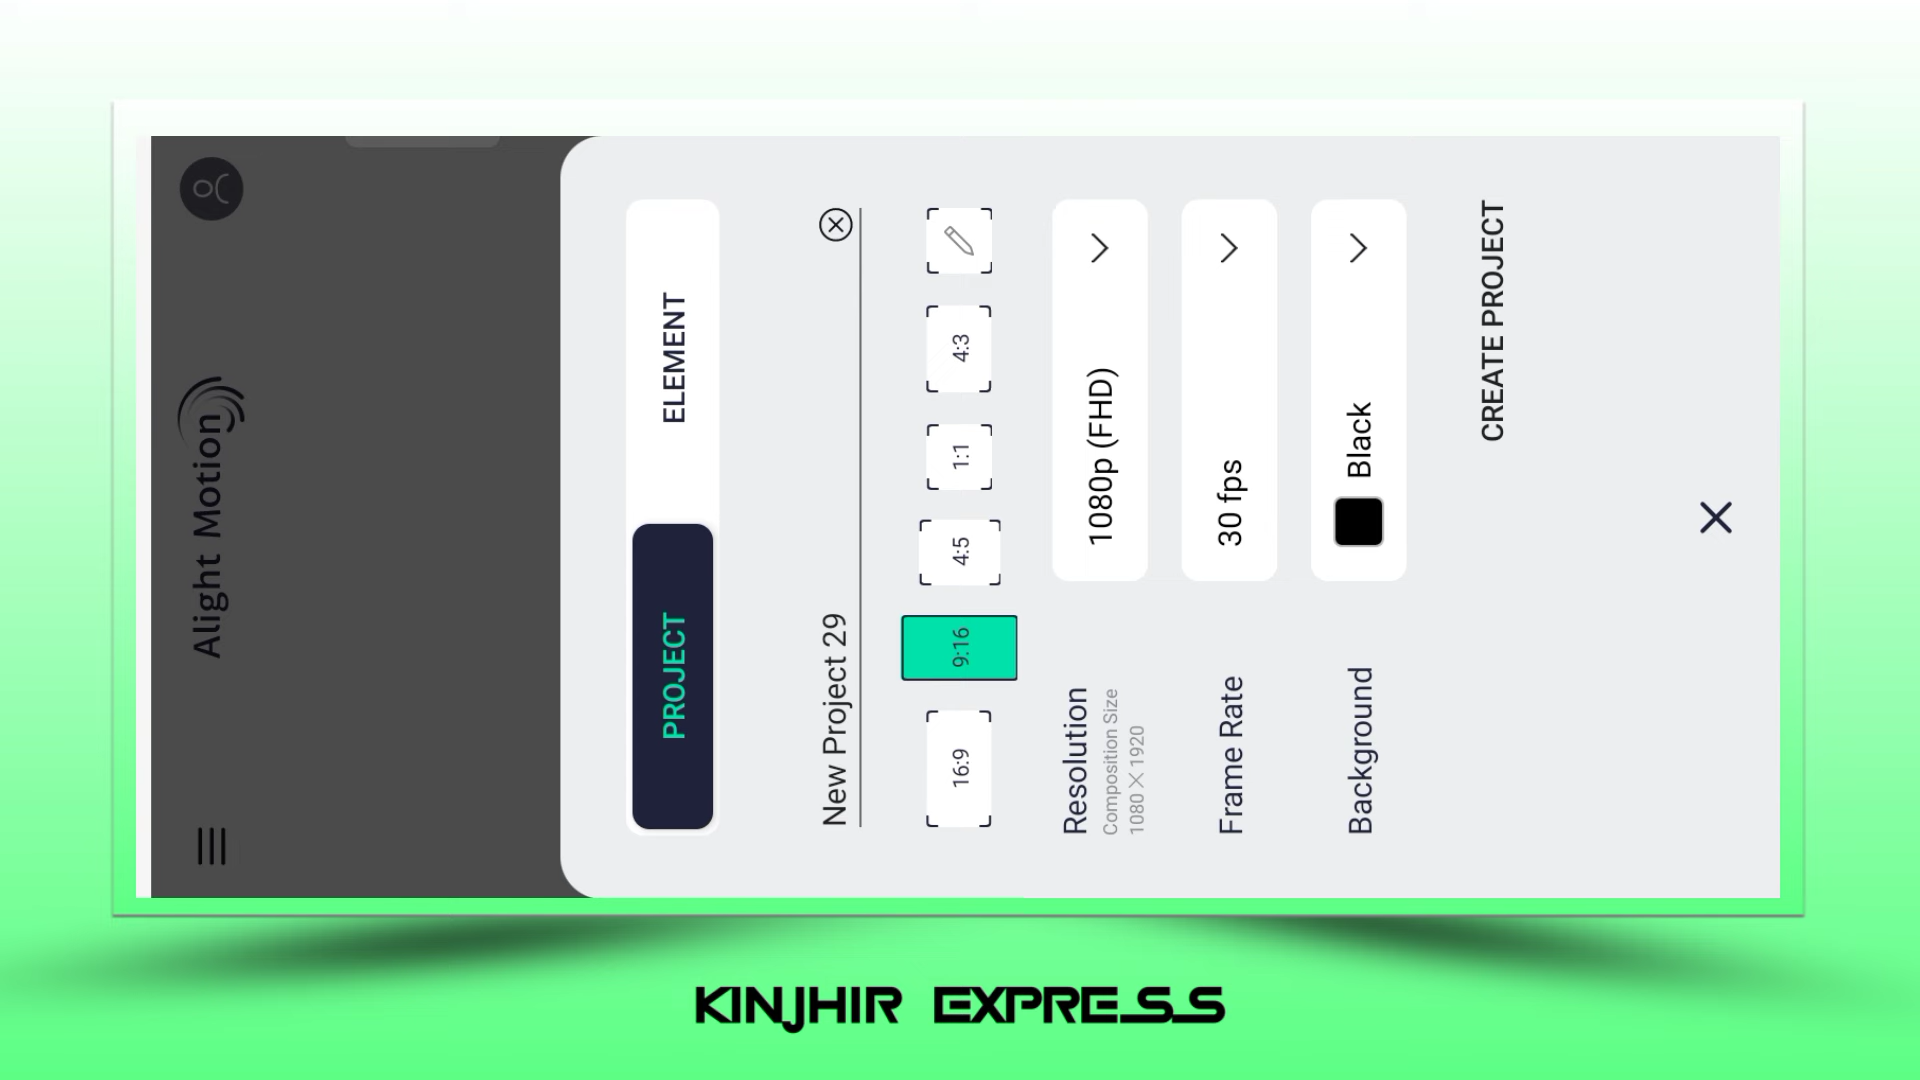 Alight Motion
PROJECT
ELEMENT
New Project 29
16:9
9:16
4:5
1:1
4:3
Resolution
Composition Size
1080 X 1920
1080p (FHD)
Frame Rate
30 fps
Background
Black
CREATE PROJECT
KINJHIR EXPRESS